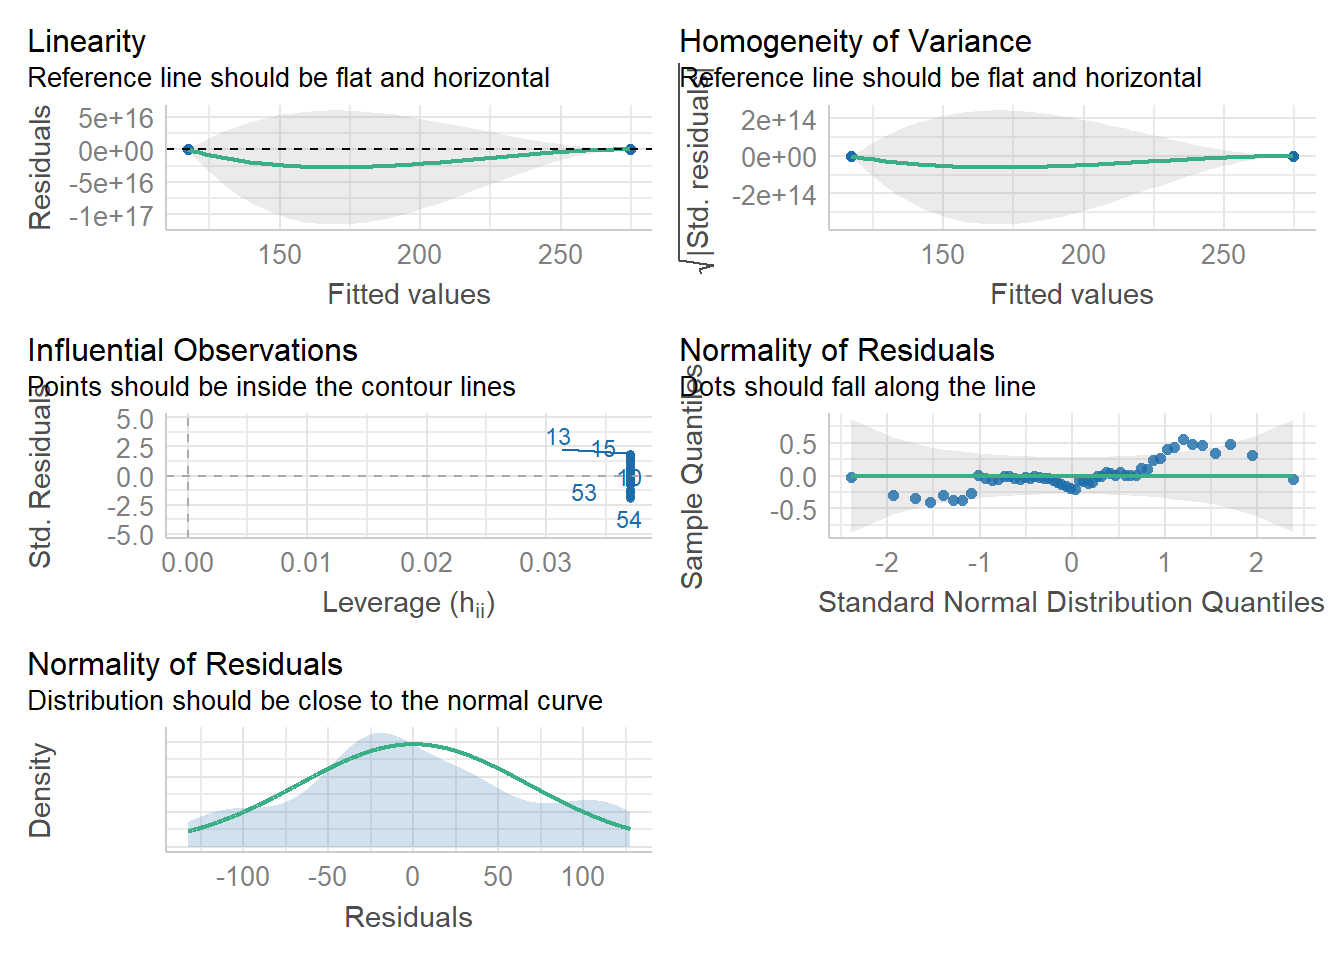 Linearity
Reference line should be flat and horizontal
Residuals
5e+16
0e+00
-5e+16
-1e+17
150 200 250
Fitted values
Homogeneity of Variance
Reference line should be flat and horizontal
√|Std. residuals|
2e+14
0e+00
-2e+14
150 200 250
Fitted values
Influential Observations
Points should be inside the contour lines
Std. Residuals
5.0
2.5
0.0
-2.5
-5.0
13
15
10
53
54
0.00 0.01 0.02 0.03
Leverage (hii)
Normality of Residuals
Dots should fall along the line
Sample Quantiles
0.5
0.0
-0.5
-2 -1 0 1 2
Standard Normal Distribution Quantiles
Normality of Residuals
Distribution should be close to the normal curve
Density
-100 -50 0 50 100
Residuals